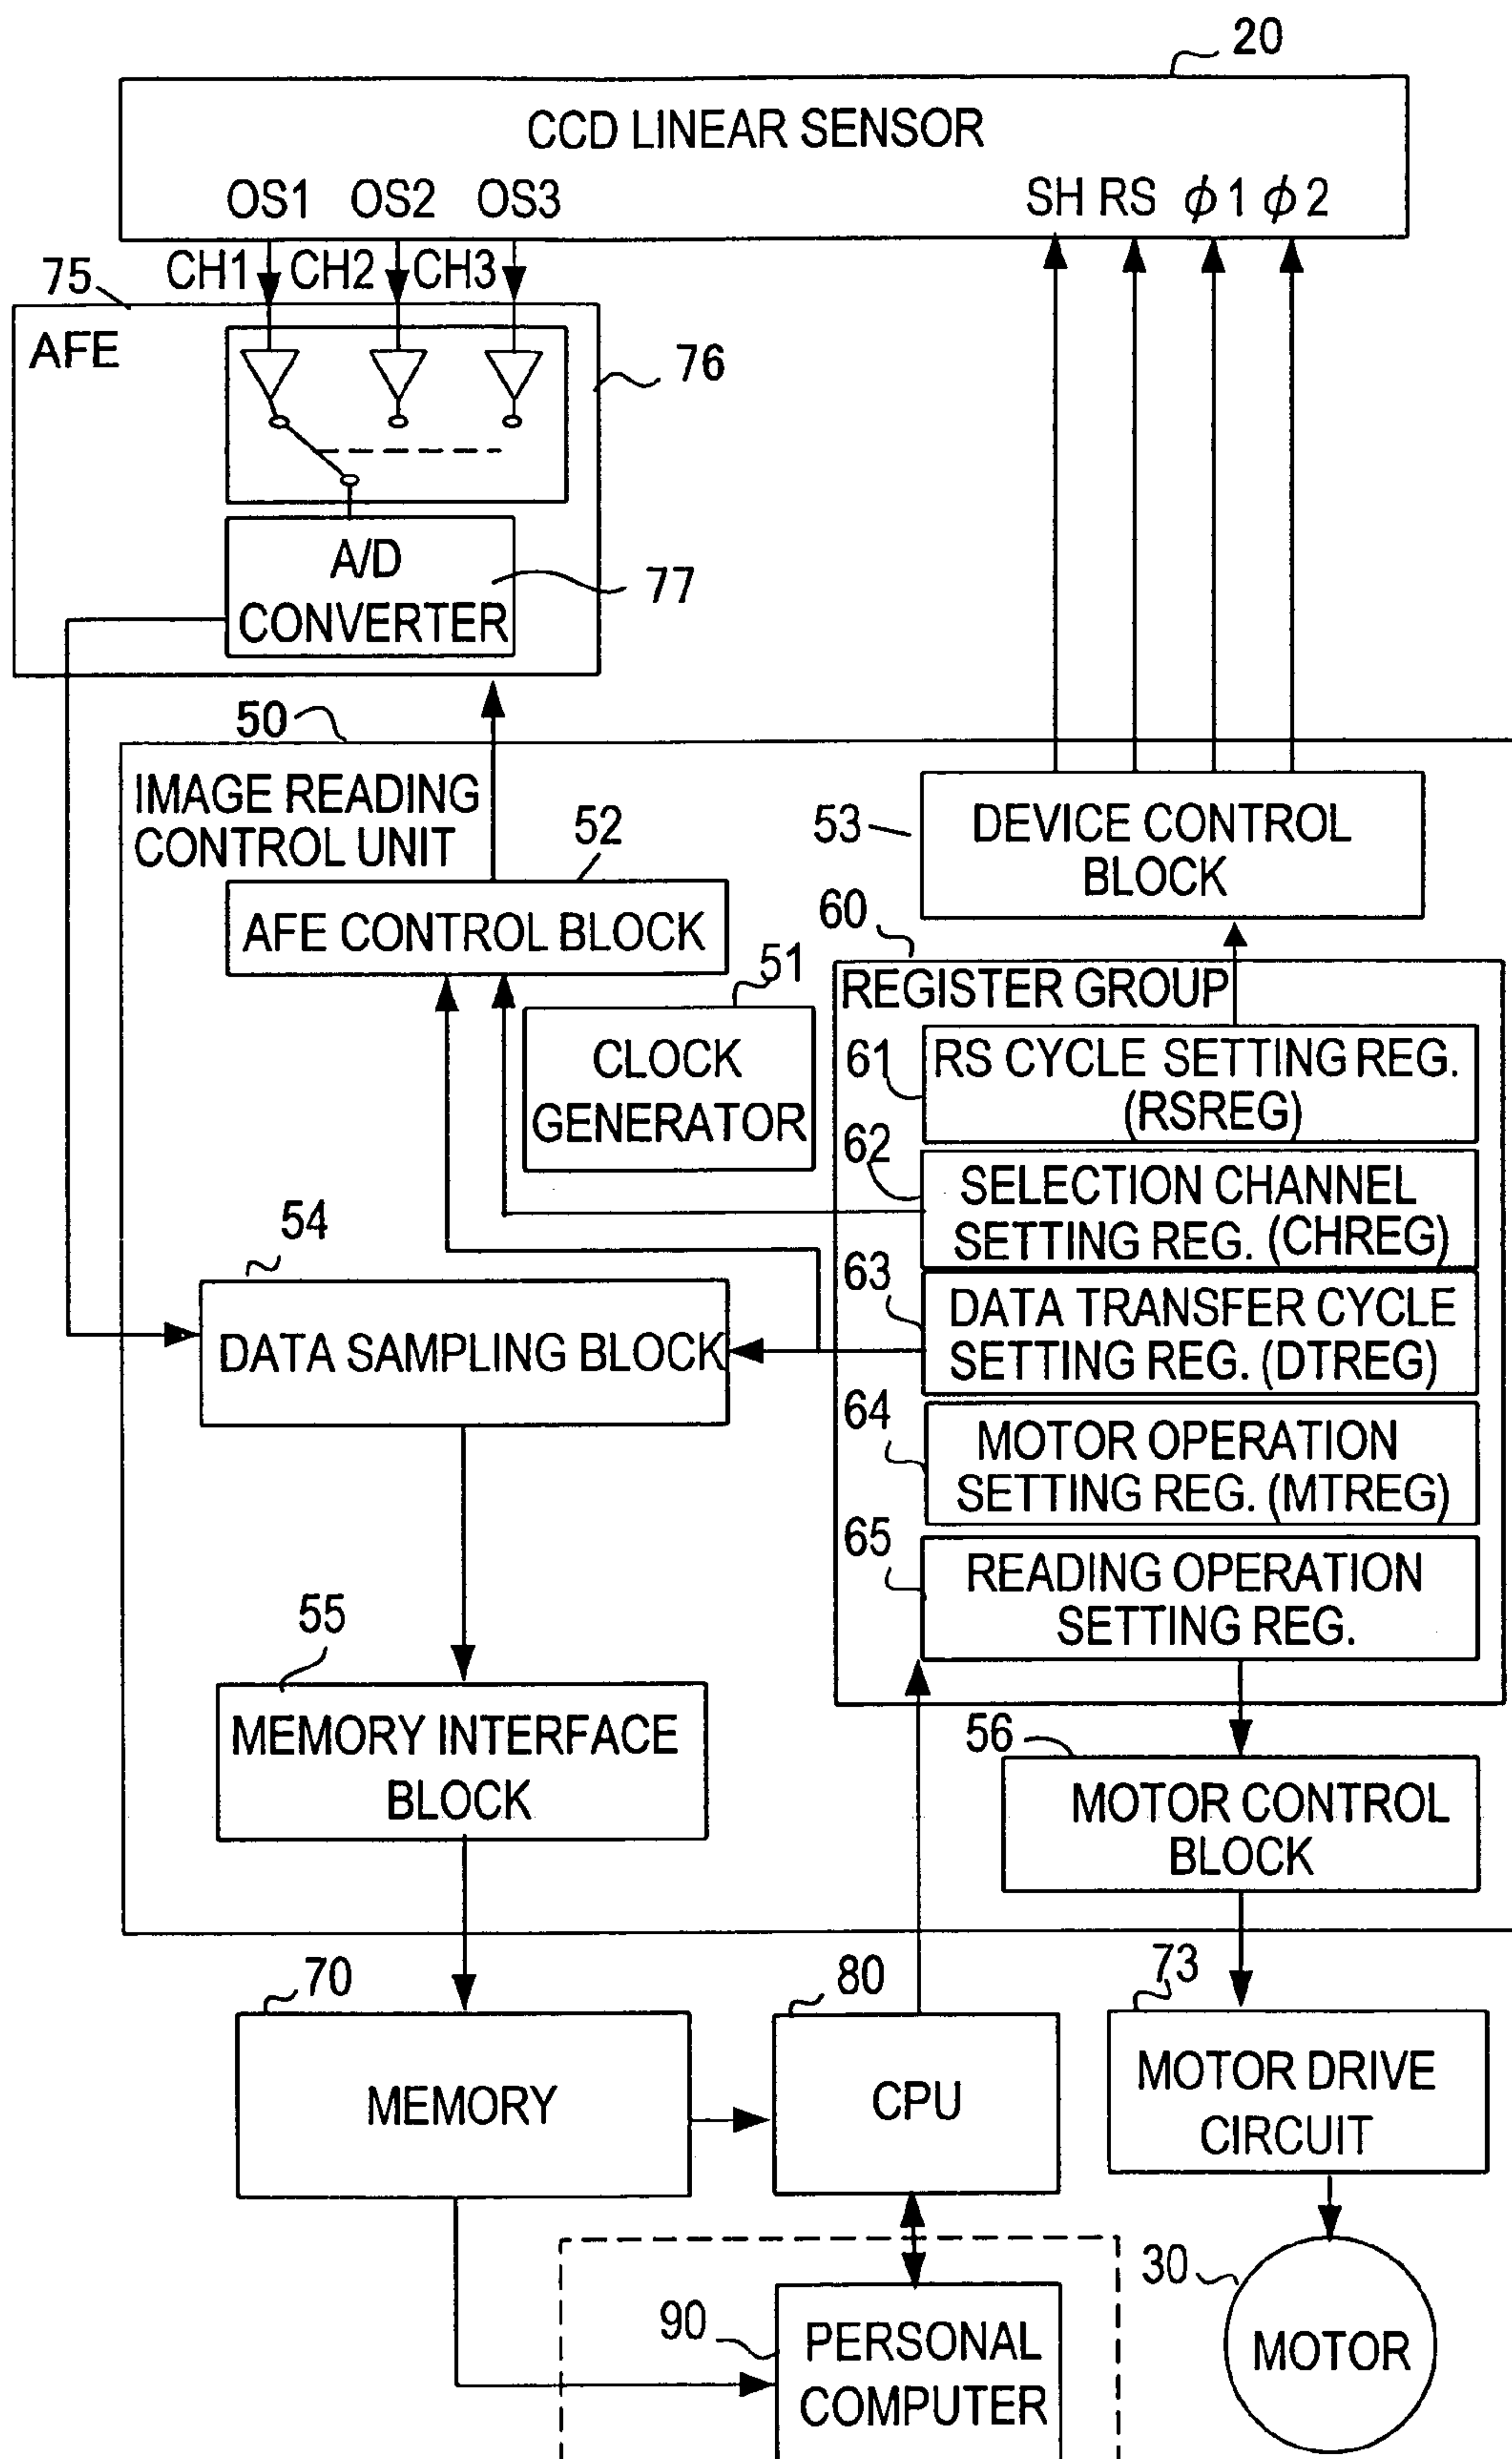 20
CCD LINEAR SENSOR
OS1 OS2 OS3
SH RS ϕ1 ϕ2
CH1 CH2 CH3
75
AFE
76
A/D
CONVERTER
77
50
IMAGE READING
CONTROL UNIT
52
AFE CONTROL BLOCK
53
DEVICE CONTROL
BLOCK
60
REGISTER GROUP
51
CLOCK
GENERATOR
61
RS CYCLE SETTING REG.
(RSREG)
62
SELECTION CHANNEL
SETTING REG. (CHREG)
63
DATA TRANSFER CYCLE
SETTING REG. (DTREG)
64
MOTOR OPERATION
SETTING REG. (MTREG)
65
READING OPERATION
SETTING REG.
54
DATA SAMPLING BLOCK
55
MEMORY INTERFACE
BLOCK
56
MOTOR CONTROL
BLOCK
70
MEMORY
80
CPU
73
MOTOR DRIVE
CIRCUIT
90
PERSONAL
COMPUTER
30
MOTOR